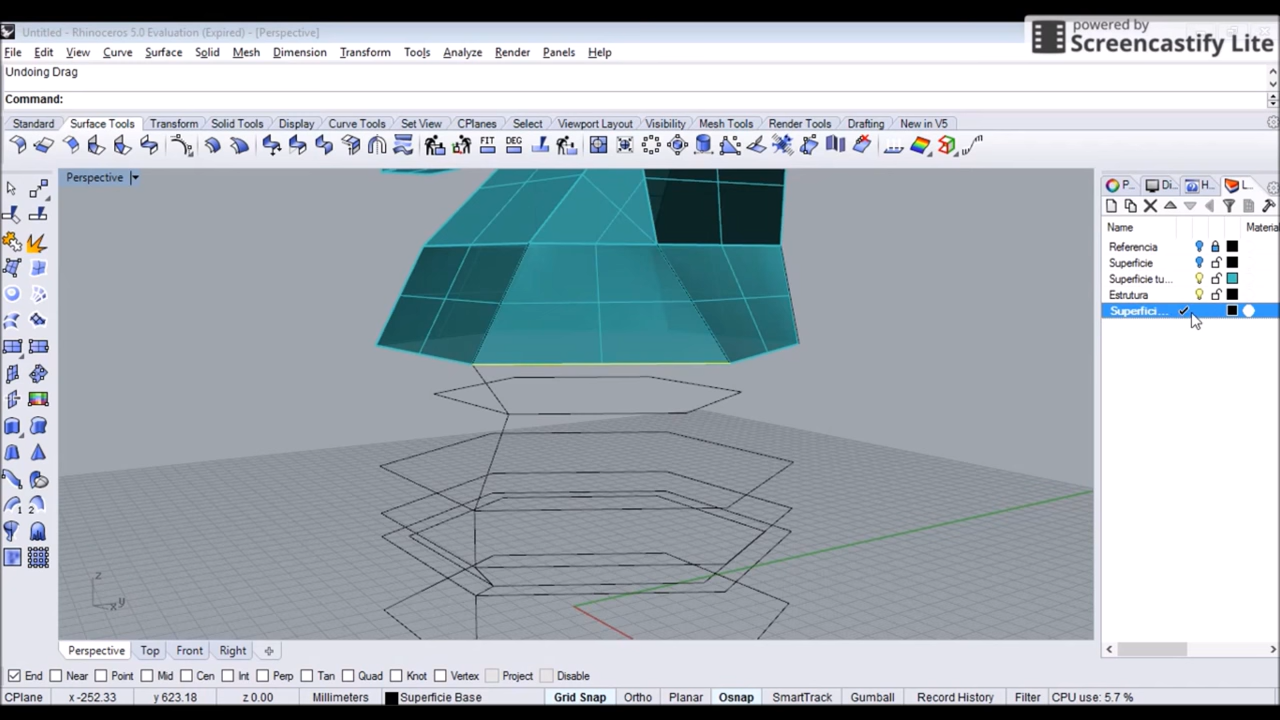 Untitled - Rhinoceros 5.0 Evaluation (Expired) - [Perspective]
powered by
Screencastify Lite
File Edit View Curve Surface Solid Mesh Dimension Transform Tools Analyze Render Panels Help
Undoing Drag
Command:
Standard Surface Tools Transform Solid Tools Display Curve Tools Set View CPlanes Select Viewport Layout Visibility Mesh Tools Render Tools Drafting New in V5
FIT DEG
Perspective
P... Di... H... L...
Name Materia
Referencia
Superficie
Superficie tu...
Estrutura
Superfici...
1 2
z
x y
Perspective Top Front Right
End Near Point Mid Cen Int Perp Tan Quad Knot Vertex Project Disable
CPlane x -252.33 y 623.18 z 0.00 Millimeters Superficie Base Grid Snap Ortho Planar Osnap SmartTrack Gumball Record History Filter CPU use: 5.7 %